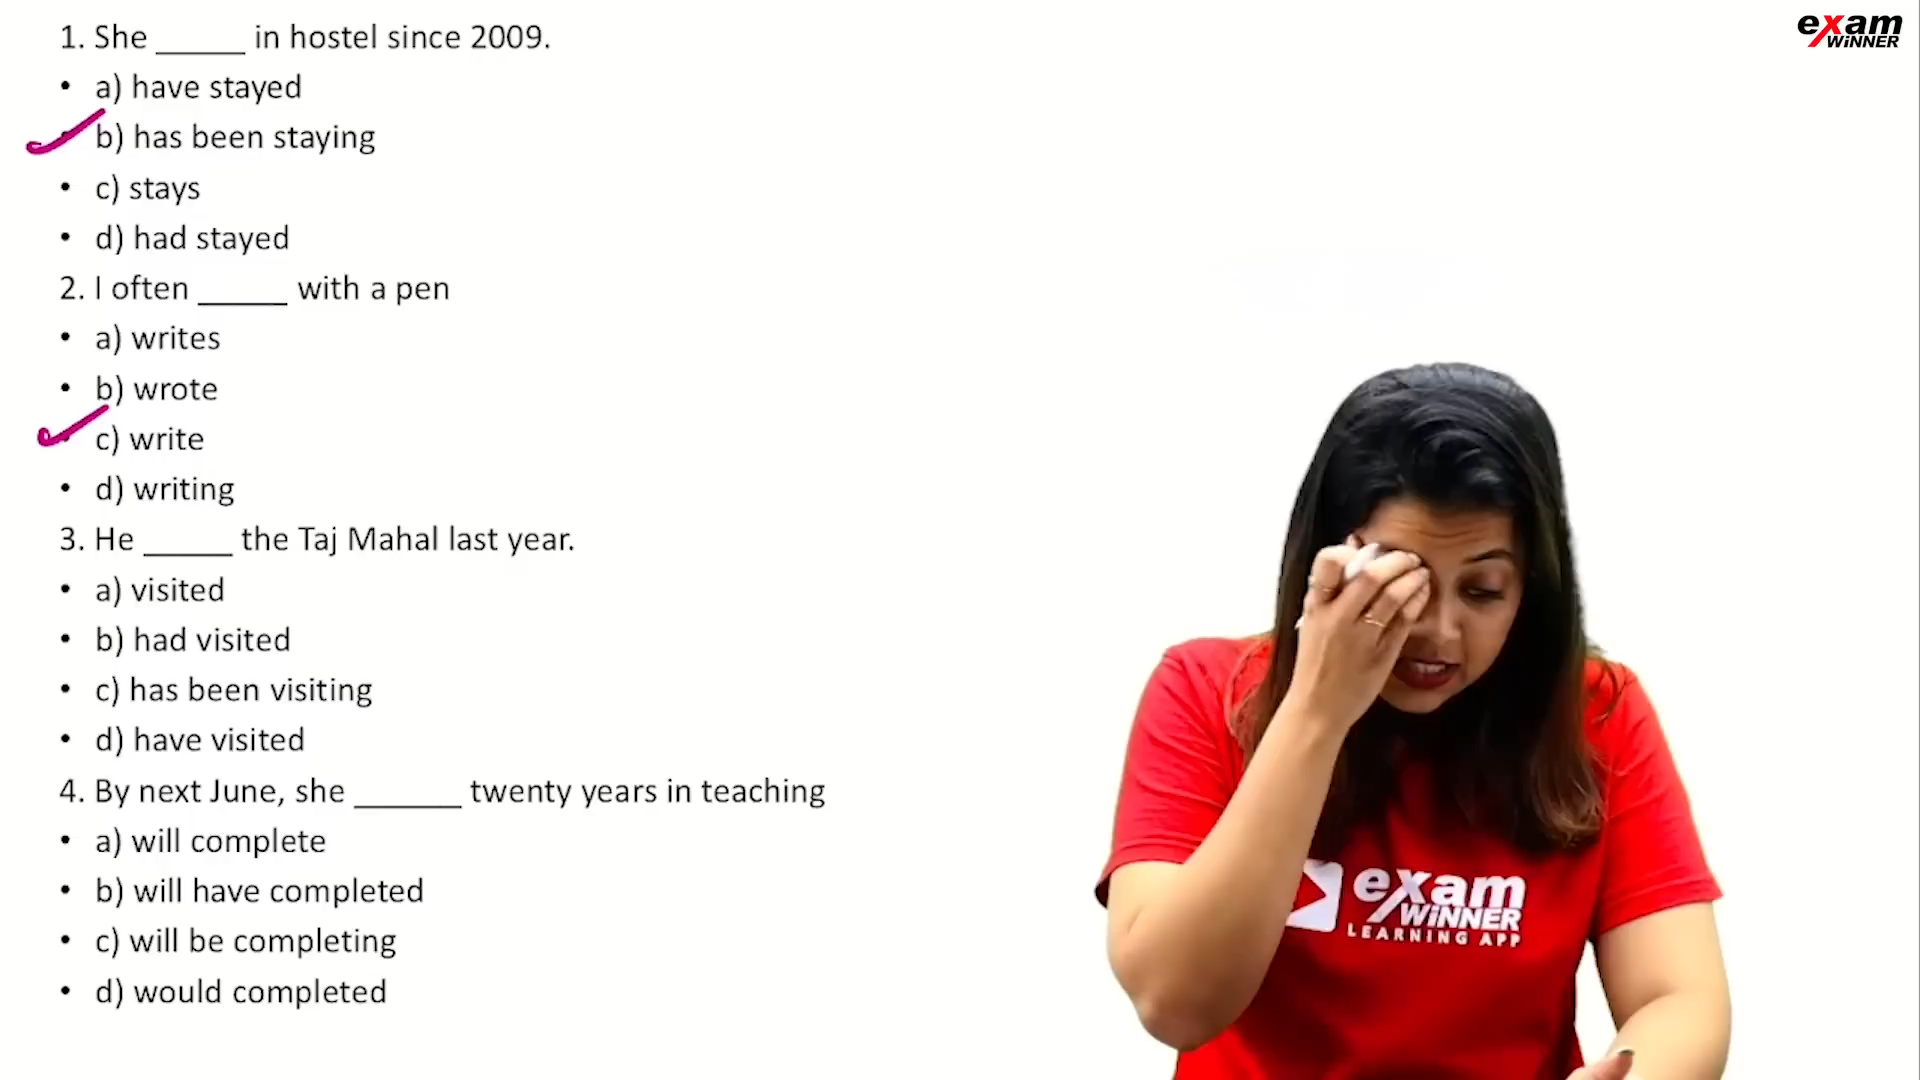 1. She _____ in hostel since 2009.
• a) have stayed
b) has been staying
• c) stays
• d) had stayed
2. I often _____ with a pen
• a) writes
• b) wrote
c) write
• d) writing
3. He _____ the Taj Mahal last year.
• a) visited
• b) had visited
• c) has been visiting
• d) have visited
4. By next June, she ______ twenty years in teaching
• a) will complete
• b) will have completed
• c) will be completing
• d) would completed
exam
WiNNER
exam
WiNNER
LEARNING APP